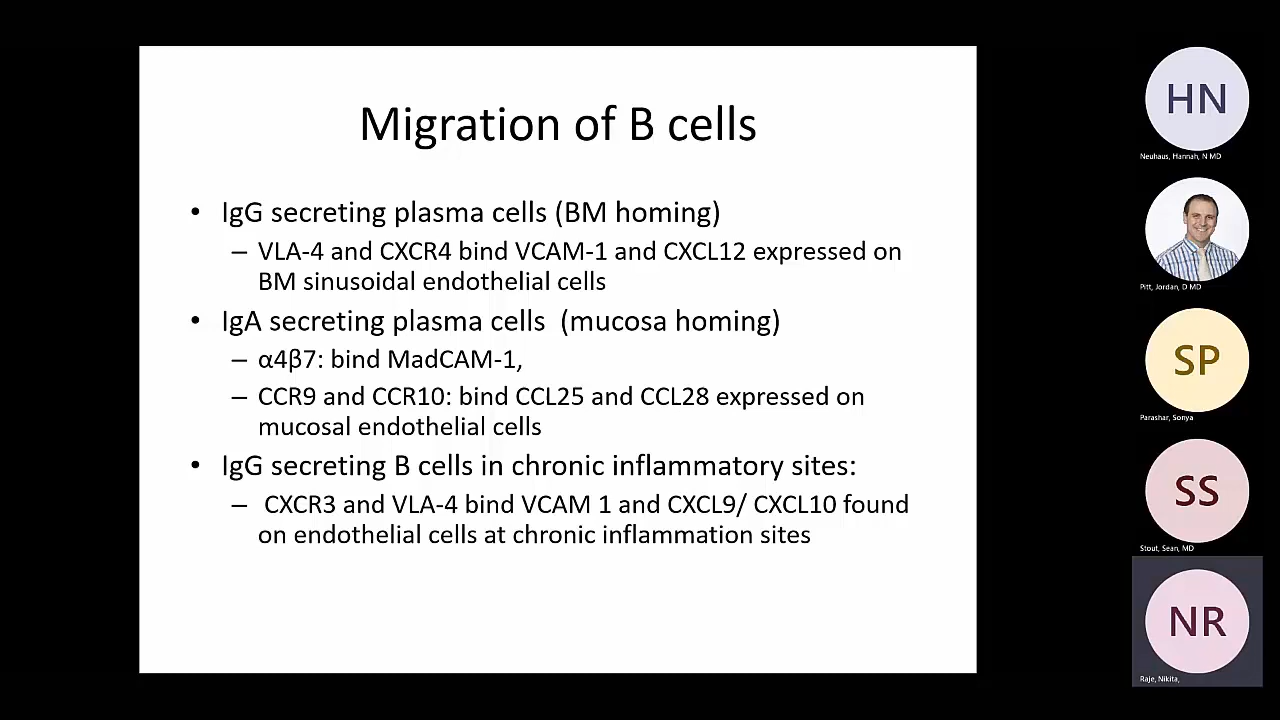 Migration of B cells
• IgG secreting plasma cells (BM homing)
– VLA-4 and CXCR4 bind VCAM-1 and CXCL12 expressed on
BM sinusoidal endothelial cells
• IgA secreting plasma cells  (mucosa homing)
– α4β7: bind MadCAM-1,
– CCR9 and CCR10: bind CCL25 and CCL28 expressed on
mucosal endothelial cells
• IgG secreting B cells in chronic inflammatory sites:
–  CXCR3 and VLA-4 bind VCAM 1 and CXCL9/ CXCL10 found
on endothelial cells at chronic inflammation sites
HN
Neuhaus, Hannah, N MD
Pitt, Jordan, D MD
SP
Parashar, Sonya
SS
Stout, Sean, MD
NR
Raje, Nikita,